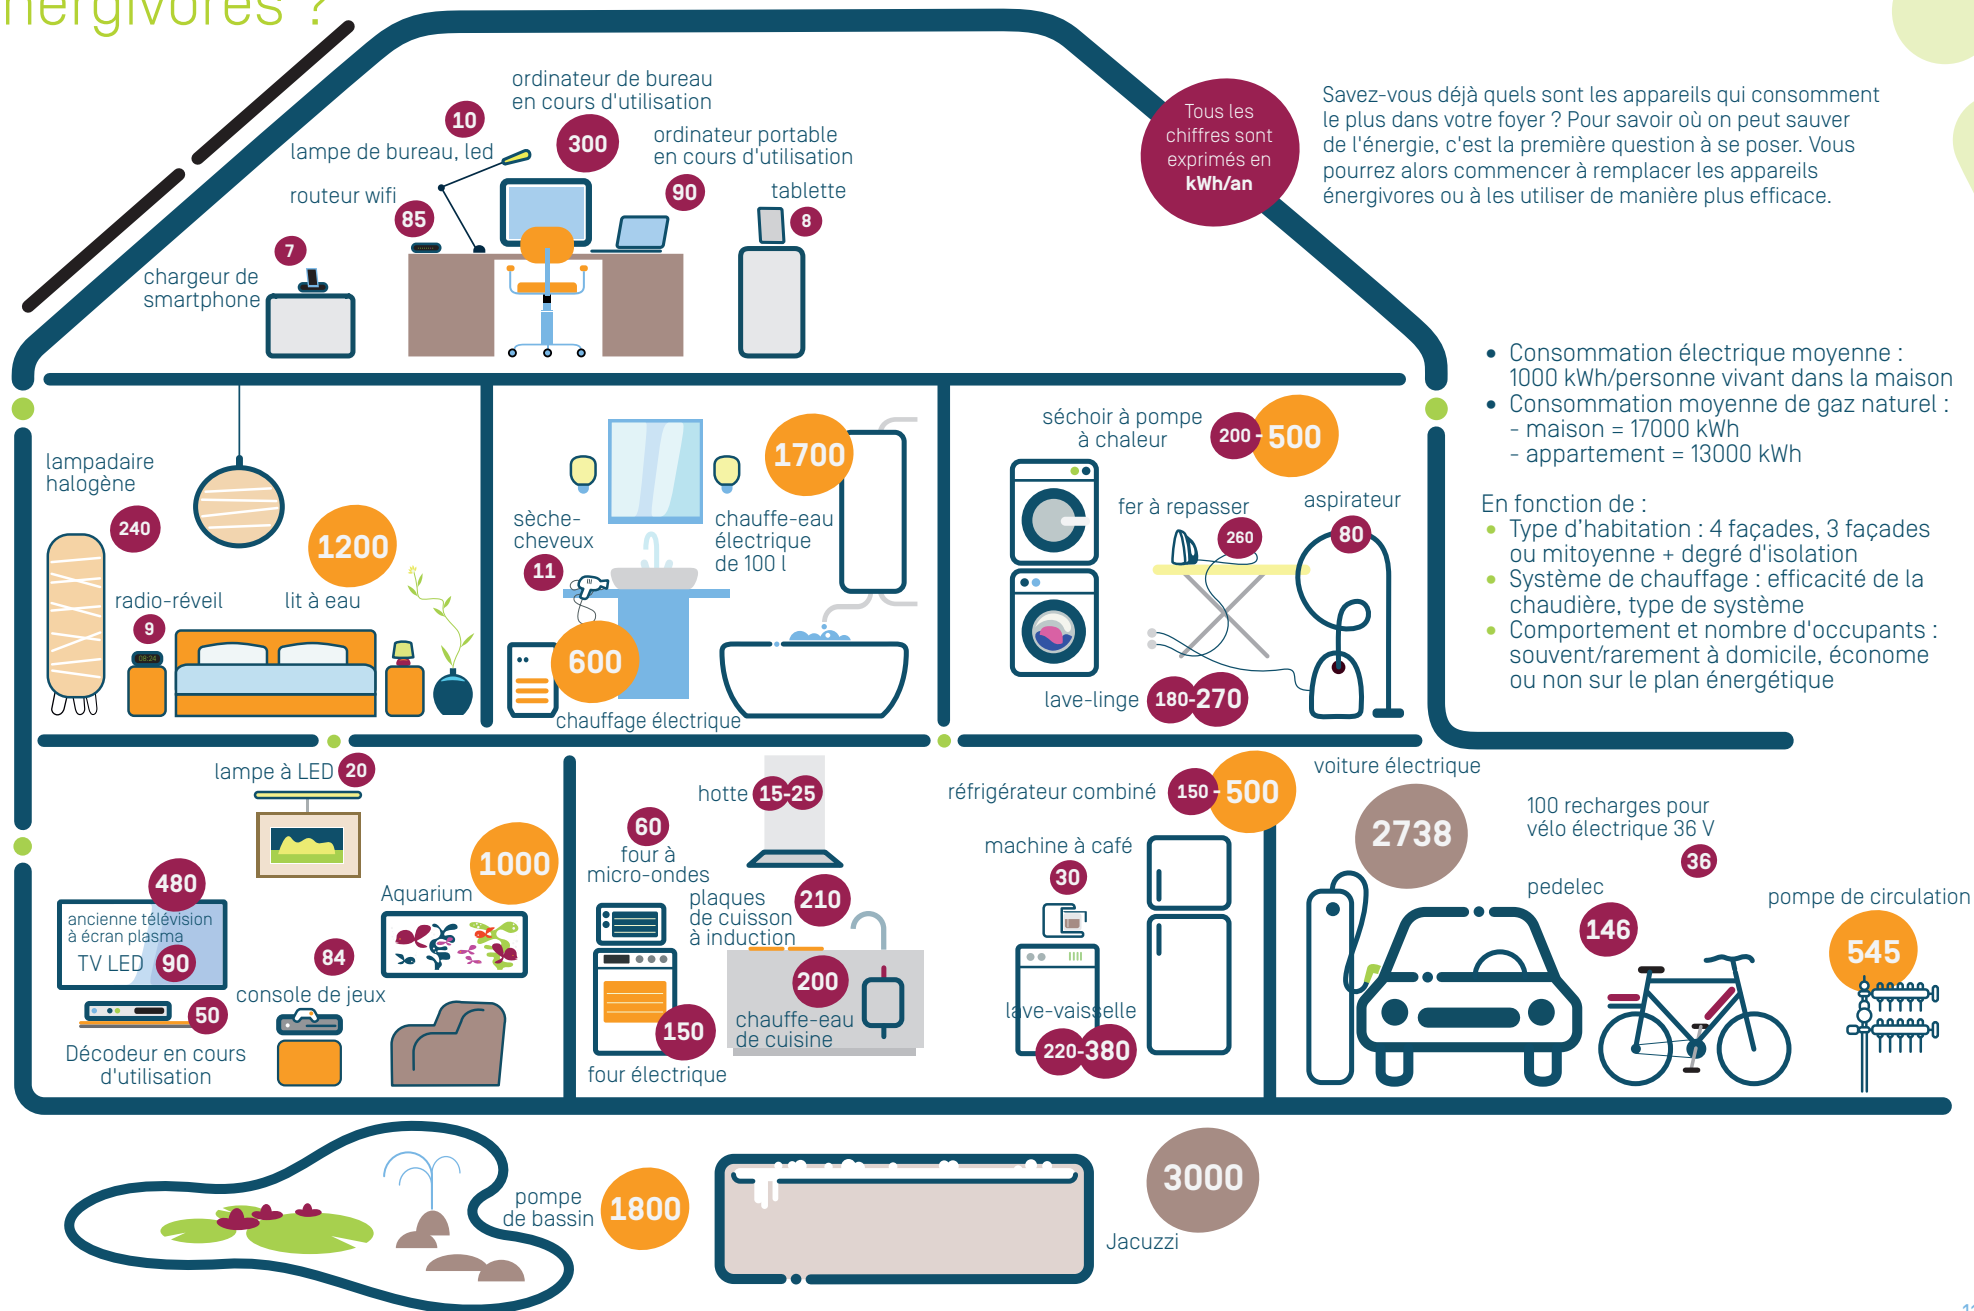 nergivores ?
Tous les
chiffres sont
exprimés en
kWh/an
Savez-vous déjà quels sont les appareils qui consomment
le plus dans votre foyer ? Pour savoir où on peut sauver
de l'énergie, c'est la première question à se poser. Vous
pourrez alors commencer à remplacer les appareils
énergivores ou à les utiliser de manière plus efficace.
ordinateur de bureau
en cours d'utilisation
300
10
lampe de bureau, led
ordinateur portable
en cours d'utilisation
90
routeur wifi
85
tablette
8
7
chargeur de
smartphone
• Consommation électrique moyenne :
1000 kWh/personne vivant dans la maison
• Consommation moyenne de gaz naturel :
- maison = 17000 kWh
- appartement = 13000 kWh
En fonction de :
• Type d'habitation : 4 façades, 3 façades
ou mitoyenne + degré d'isolation
• Système de chauffage : efficacité de la
chaudière, type de système
• Comportement et nombre d'occupants :
souvent/rarement à domicile, économe
ou non sur le plan énergétique
lampadaire
halogène
240
1200
lit à eau
radio-réveil
9
08:24
1700
chauffe-eau
électrique
de 100 l
sèche-
cheveux
11
600
chauffage électrique
séchoir à pompe
à chaleur
200 - 500
fer à repasser
260
aspirateur
80
lave-linge
180-270
lampe à LED
20
480
ancienne télévision
à écran plasma
TV LED
90
50
Décodeur en cours
d'utilisation
84
console de jeux
Aquarium
1000
hotte
15-25
60
four à
micro-ondes
plaques
de cuisson
à induction
210
200
chauffe-eau
de cuisine
150
four électrique
réfrigérateur combiné
150 - 500
machine à café
30
lave-vaisselle
220-380
voiture électrique
2738
100 recharges pour
vélo électrique 36 V
36
pedelec
146
pompe de circulation
545
pompe
de bassin
1800
3000
Jacuzzi